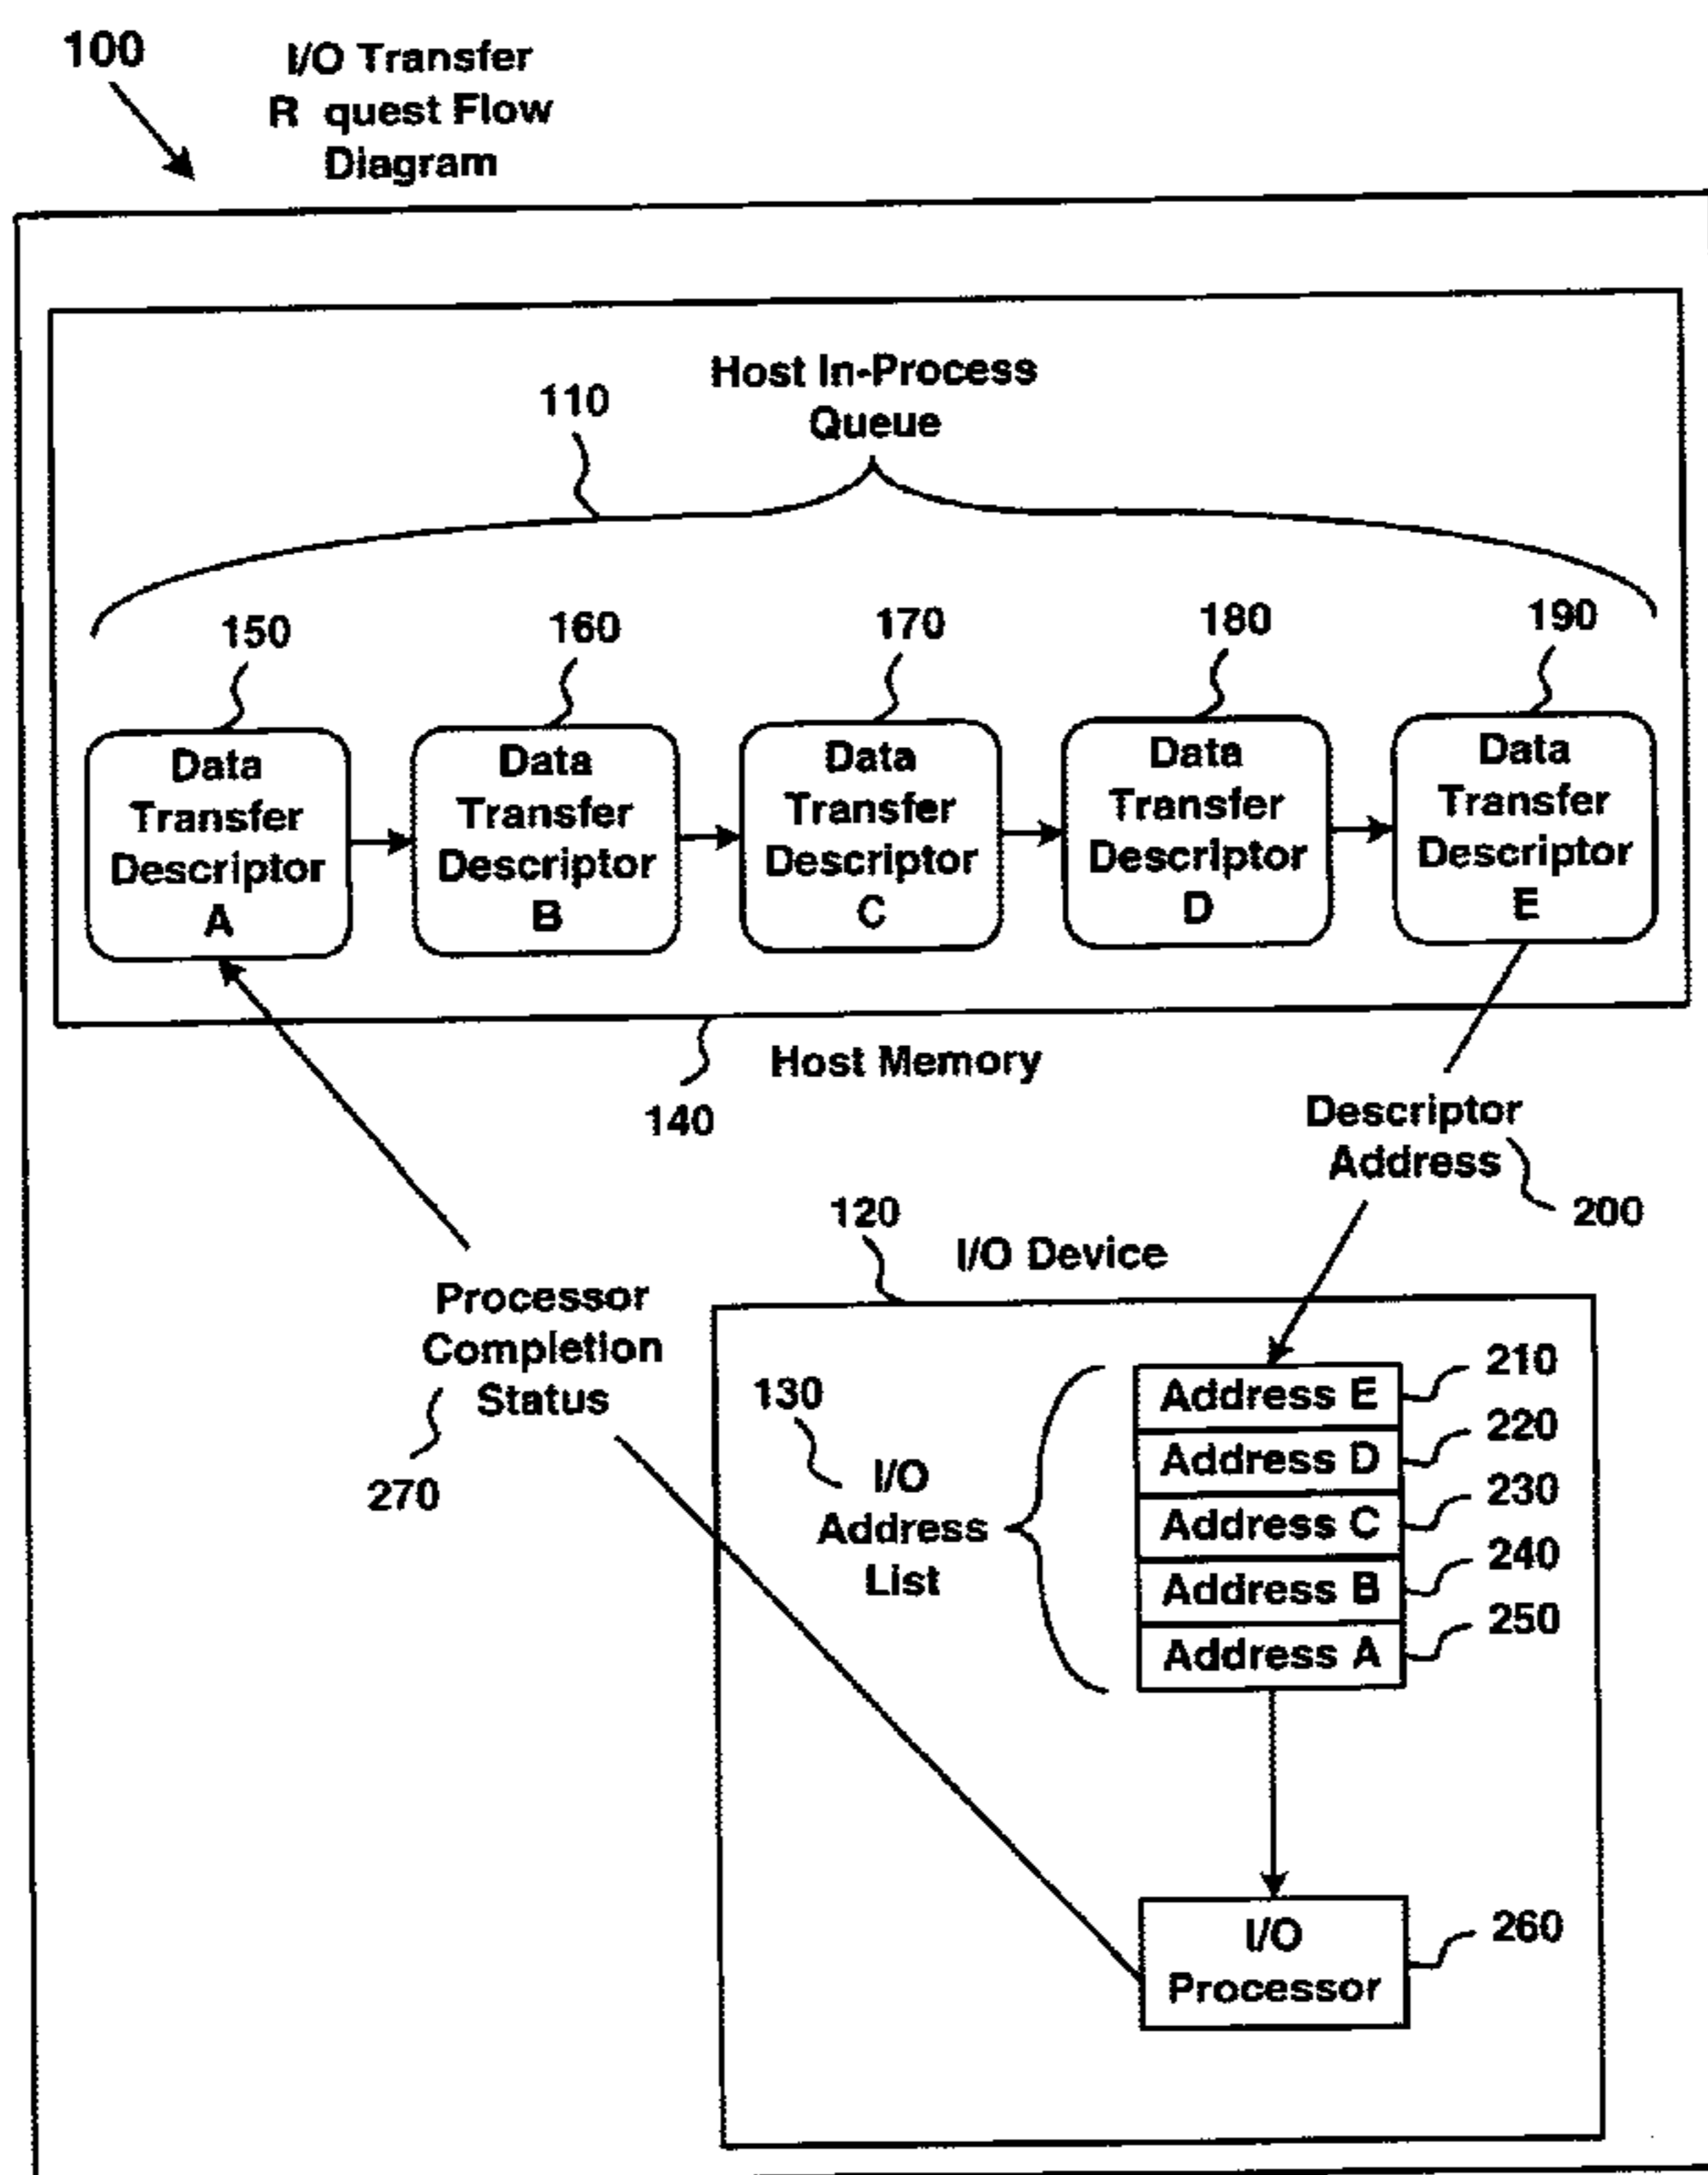 100
I/O Transfer
R quest Flow
Diagram
Host In-Process
Queue
110
150
160
170
180
190
Data
Transfer
Descriptor
A
Data
Transfer
Descriptor
B
Data
Transfer
Descriptor
C
Data
Transfer
Descriptor
D
Data
Transfer
Descriptor
E
Host Memory
140
Descriptor
Address
200
120
I/O Device
Processor
Completion
Status
270
130
I/O
Address
List
Address E
210
Address D
220
Address C
230
Address B
240
Address A
250
I/O
Processor
260